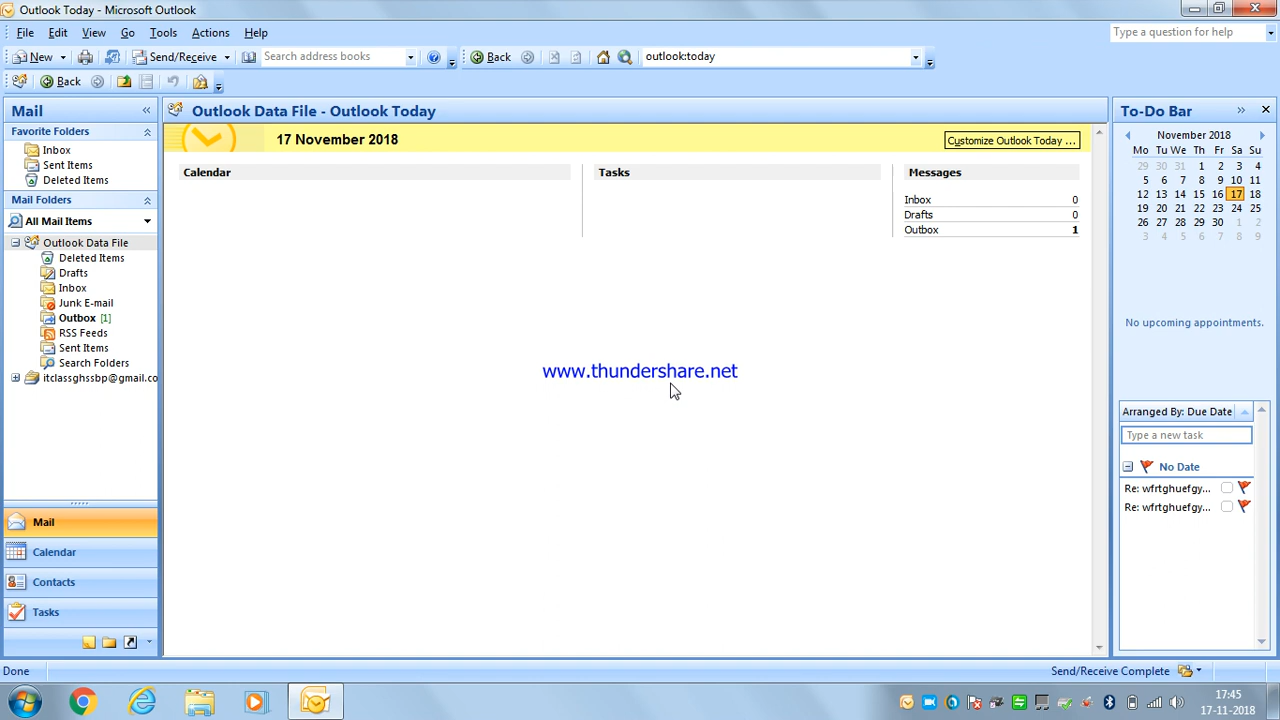 Outlook Today - Microsoft Outlook
File Edit View Go Tools Actions Help
Type a question for help
New Send/Receive Search address books Back outlook:today
Back
Mail
Favorite Folders
Inbox
Sent Items
Deleted Items
Mail Folders
All Mail Items
Outlook Data File
Deleted Items
Drafts
Inbox
Junk E-mail
Outbox [1]
RSS Feeds
Sent Items
Search Folders
itclassghssbp@gmail.co
Mail
Calendar
Contacts
Tasks
Outlook Data File - Outlook Today
17 November 2018
Customize Outlook Today ...
Calendar
Tasks
Messages
Inbox 0
Drafts 0
Outbox 1
www.thundershare.net
To-Do Bar
November 2018
Mo Tu We Th Fr Sa Su
29 30 31 1 2 3 4
5 6 7 8 9 10 11
12 13 14 15 16 17 18
19 20 21 22 23 24 25
26 27 28 29 30 1 2
3 4 5 6 7 8 9
No upcoming appointments.
Arranged By: Due Date
Type a new task
No Date
Re: wfrtghuefgy...
Re: wfrtghuefgy...
Done
Send/Receive Complete
17:45
17-11-2018